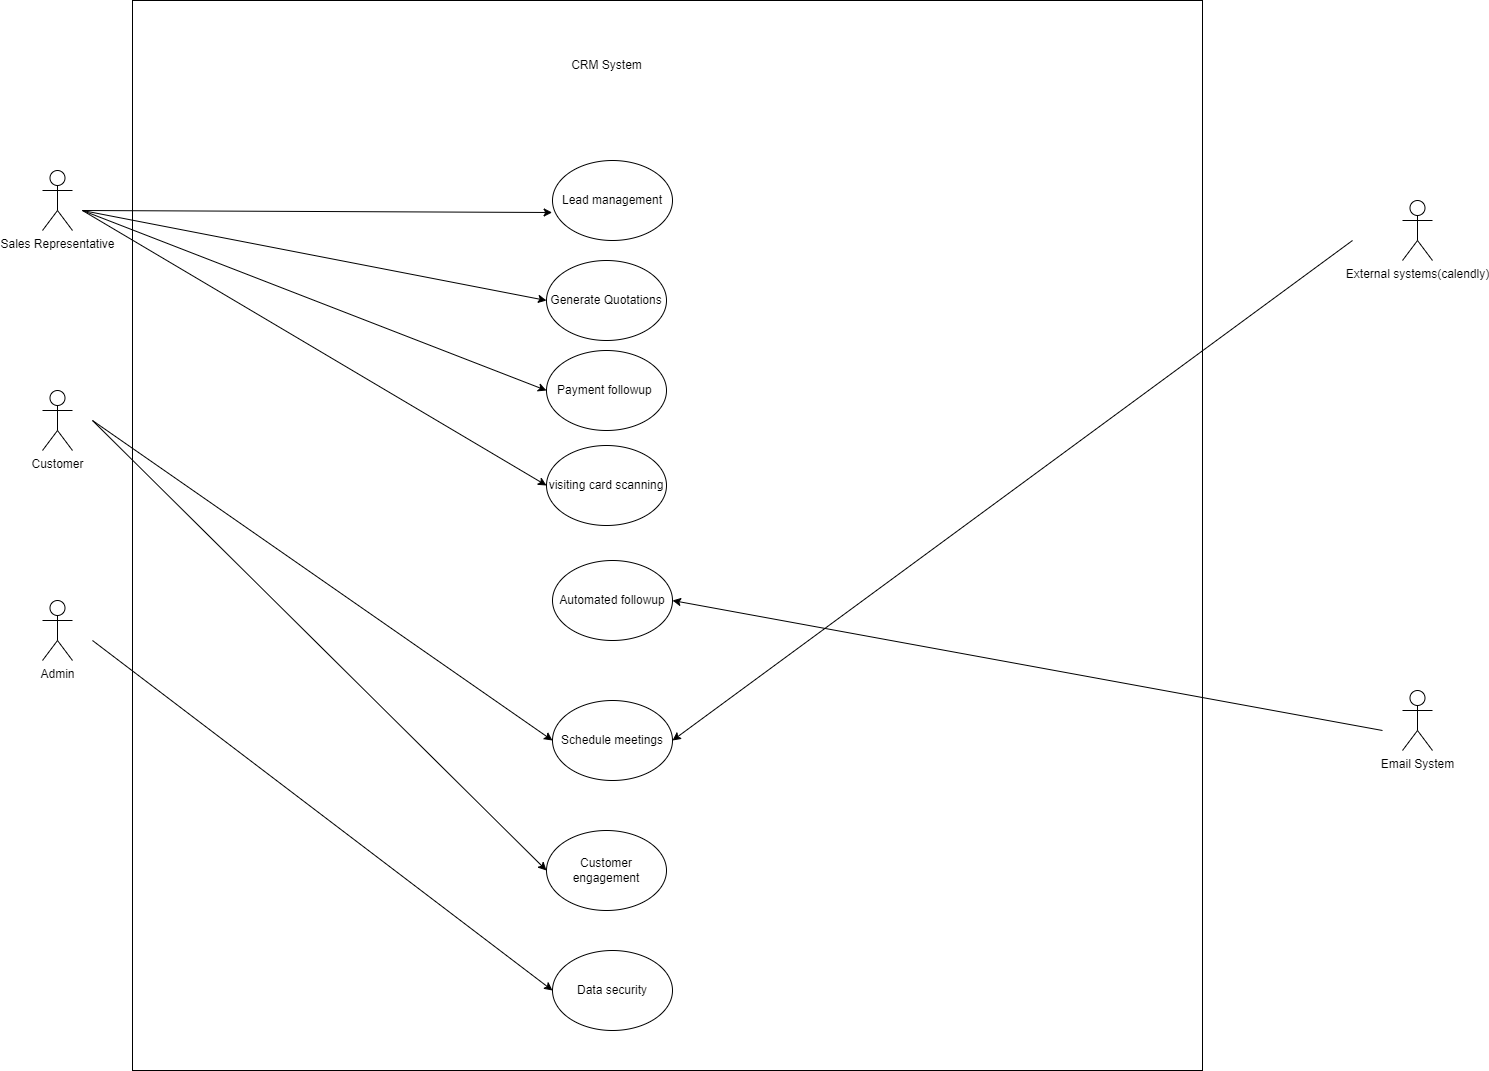 CRM System
Sales Representative
Lead management
External systems(calendly)
Generate Quotations
Payment followup
Customer
visiting card scanning
Automated followup
Admin
Schedule meetings
Email System
Customer
engagement
Data security